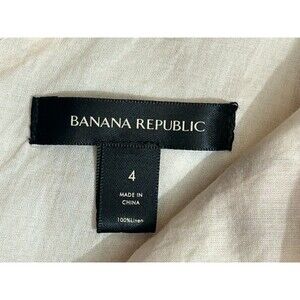 BANANA REPUBLIC
4
MADE IN
CHINA
100%Linen